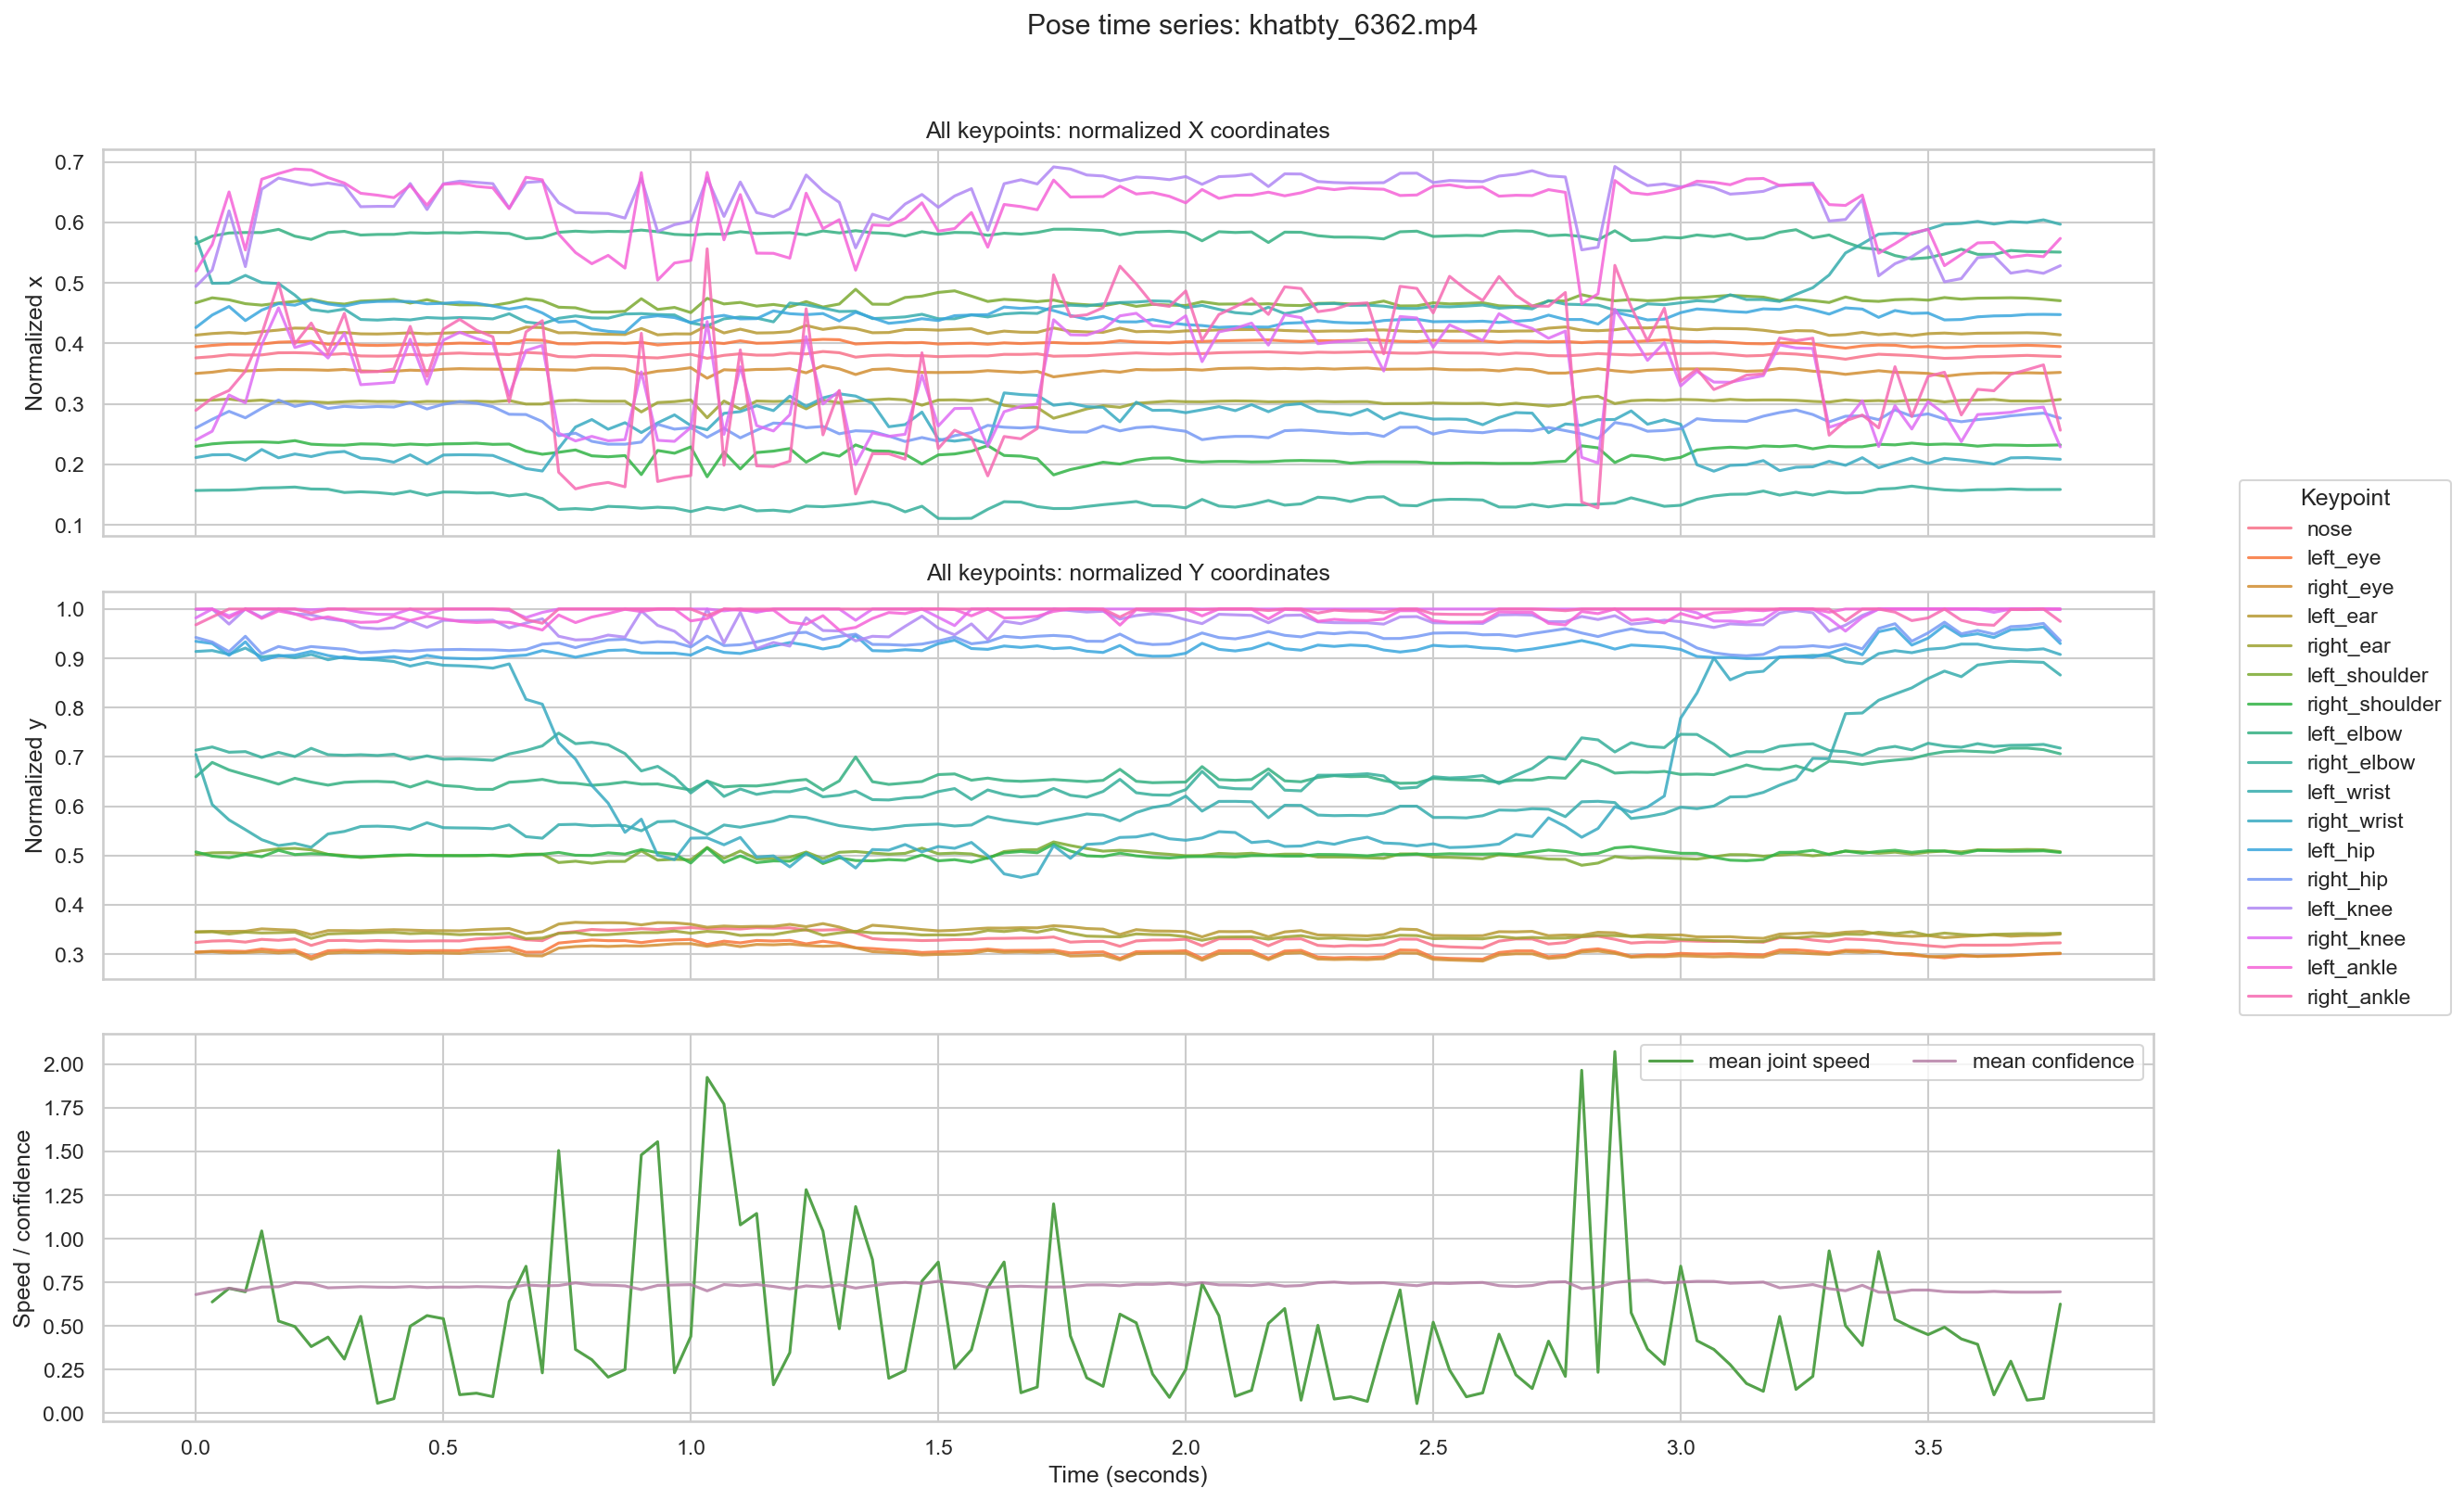 Pose time series: khatbty_6362.mp4
All keypoints: normalized X coordinates
Normalized x
0.7
0.6
0.5
0.4
0.3
0.2
0.1
All keypoints: normalized Y coordinates
Normalized y
1.0
0.9
0.8
0.7
0.6
0.5
0.4
0.3
Keypoint
nose
left_eye
right_eye
left_ear
right_ear
left_shoulder
right_shoulder
left_elbow
right_elbow
left_wrist
right_wrist
left_hip
right_hip
left_knee
right_knee
left_ankle
right_ankle
mean joint speed
mean confidence
Speed / confidence
2.00
1.75
1.50
1.25
1.00
0.75
0.50
0.25
0.00
0.0 0.5 1.0 1.5 2.0 2.5 3.0 3.5
Time (seconds)